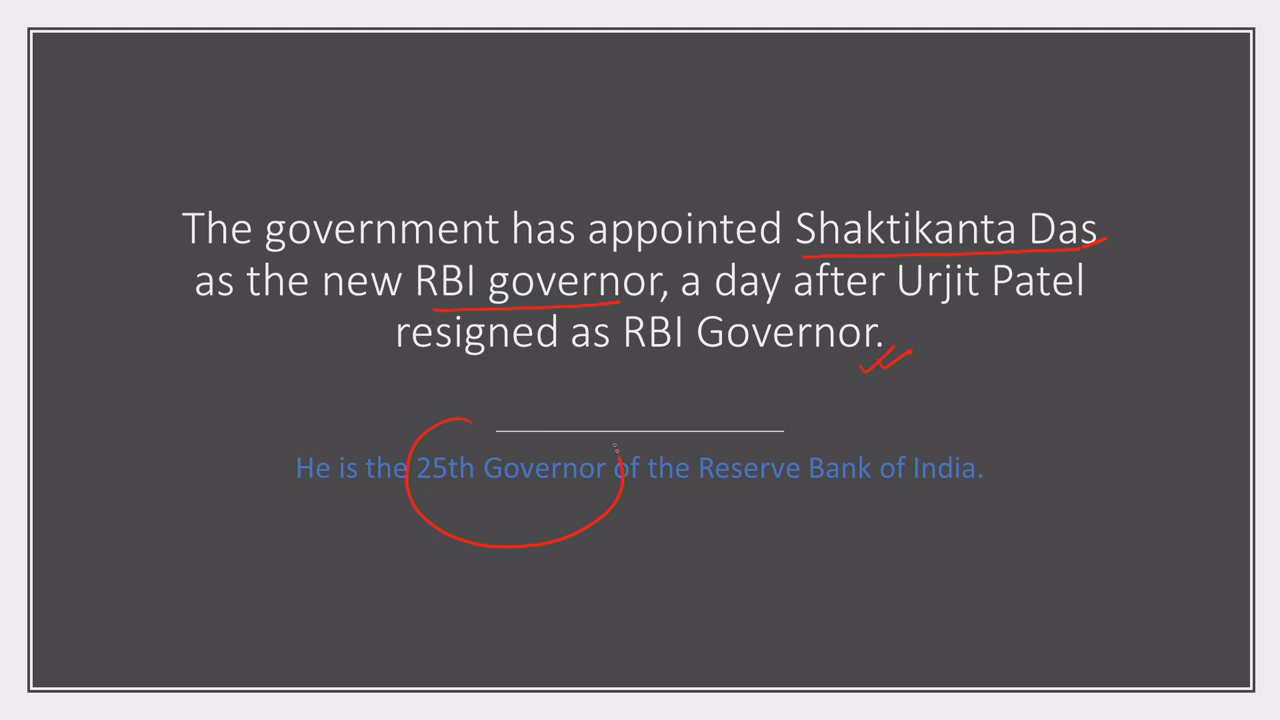 The government has appointed Shaktikanta Das
as the new RBI governor, a day after Urjit Patel
resigned as RBI Governor.
He is the 25th Governor of the Reserve Bank of India.